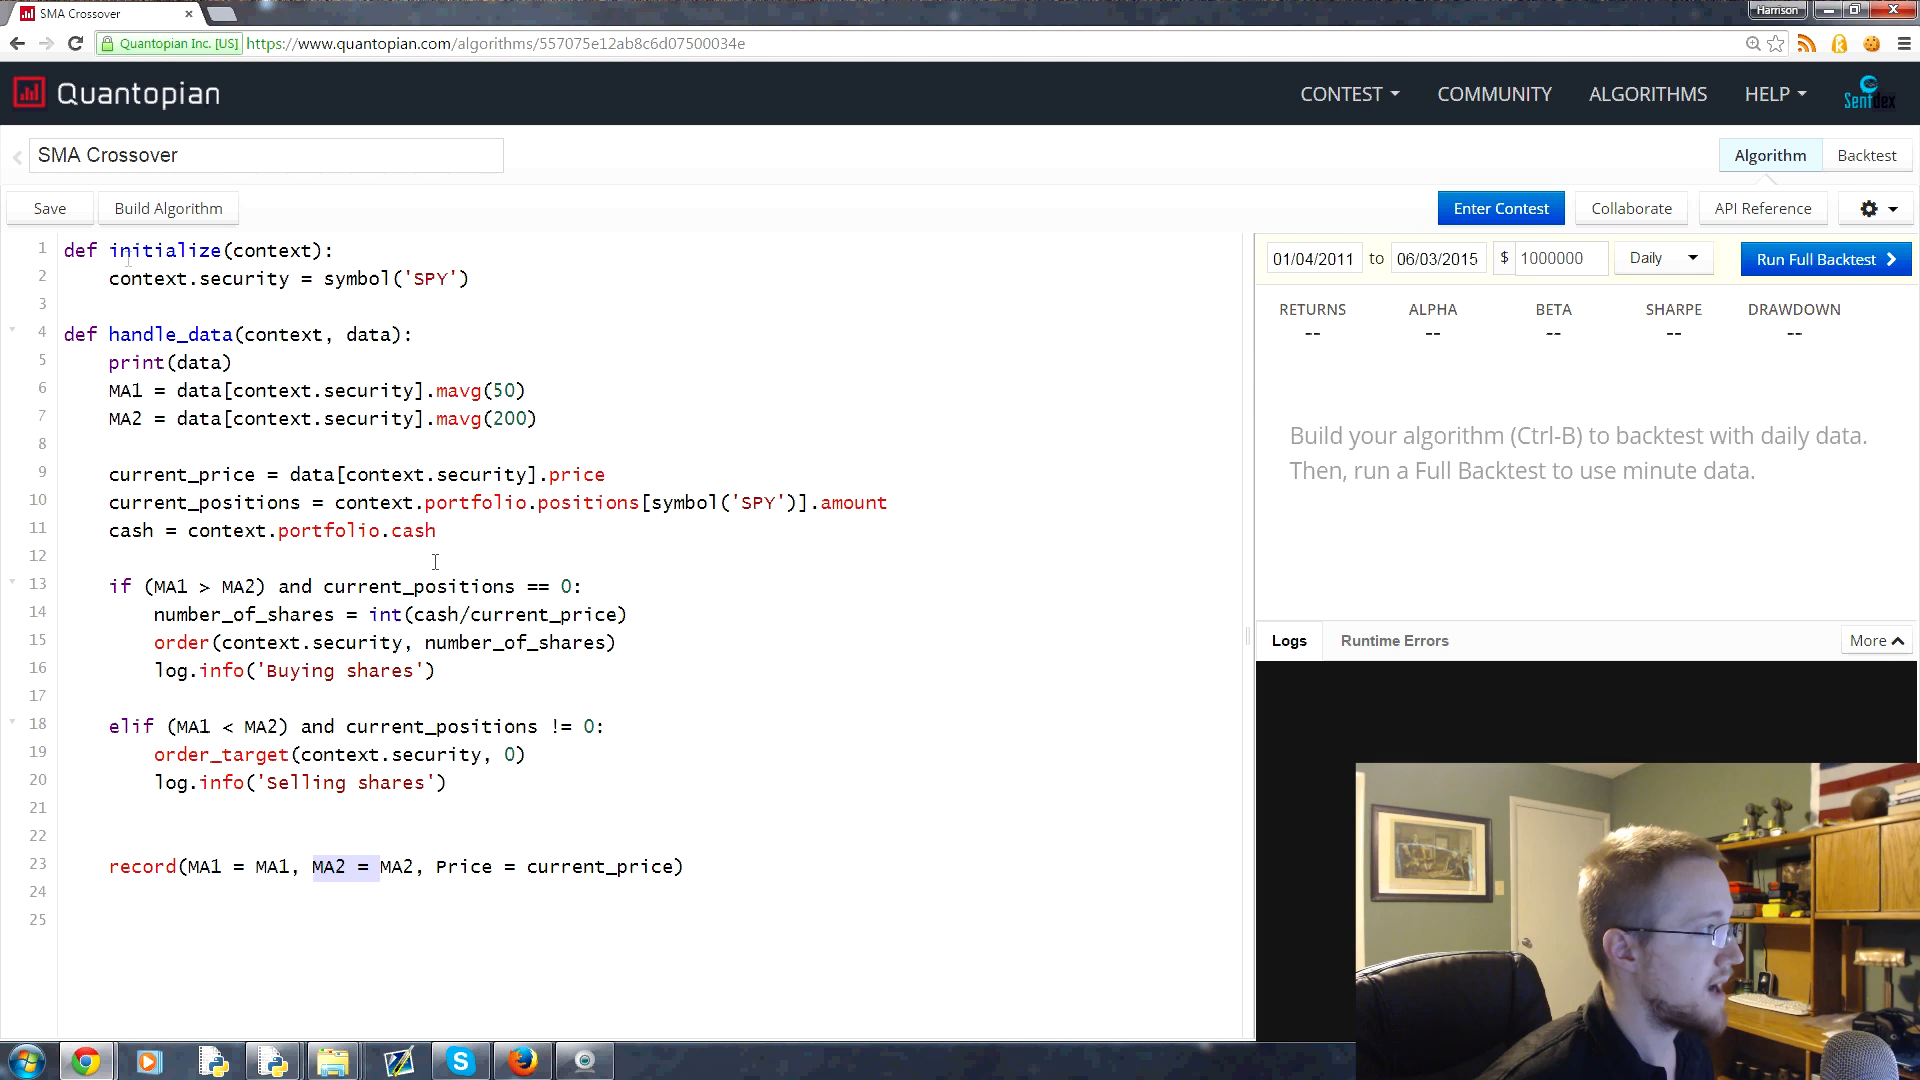 SMA Crossover
Harrison
Quantopian Inc. [US] https://www.quantopian.com/algorithms/557075e12ab8c6d07500034e
Quantopian
CONTEST COMMUNITY ALGORITHMS HELP
Sentdex
SMA Crossover
Algorithm Backtest
Save Build Algorithm
Enter Contest Collaborate API Reference
01/04/2011 to 06/03/2015 $ 1000000 Daily Run Full Backtest
RETURNS ALPHA BETA SHARPE DRAWDOWN
-- -- -- -- --
Build your algorithm (Ctrl-B) to backtest with daily data.
Then, run a Full Backtest to use minute data.
Logs Runtime Errors More
1 def initialize(context):
2 context.security = symbol('SPY')
3
4 def handle_data(context, data):
5 print(data)
6 MA1 = data[context.security].mavg(50)
7 MA2 = data[context.security].mavg(200)
8
9 current_price = data[context.security].price
10 current_positions = context.portfolio.positions[symbol('SPY')].amount
11 cash = context.portfolio.cash
12
13 if (MA1 > MA2) and current_positions == 0:
14 number_of_shares = int(cash/current_price)
15 order(context.security, number_of_shares)
16 log.info('Buying shares')
17
18 elif (MA1 < MA2) and current_positions != 0:
19 order_target(context.security, 0)
20 log.info('Selling shares')
21
22
23 record(MA1 = MA1, MA2 = MA2, Price = current_price)
24
25